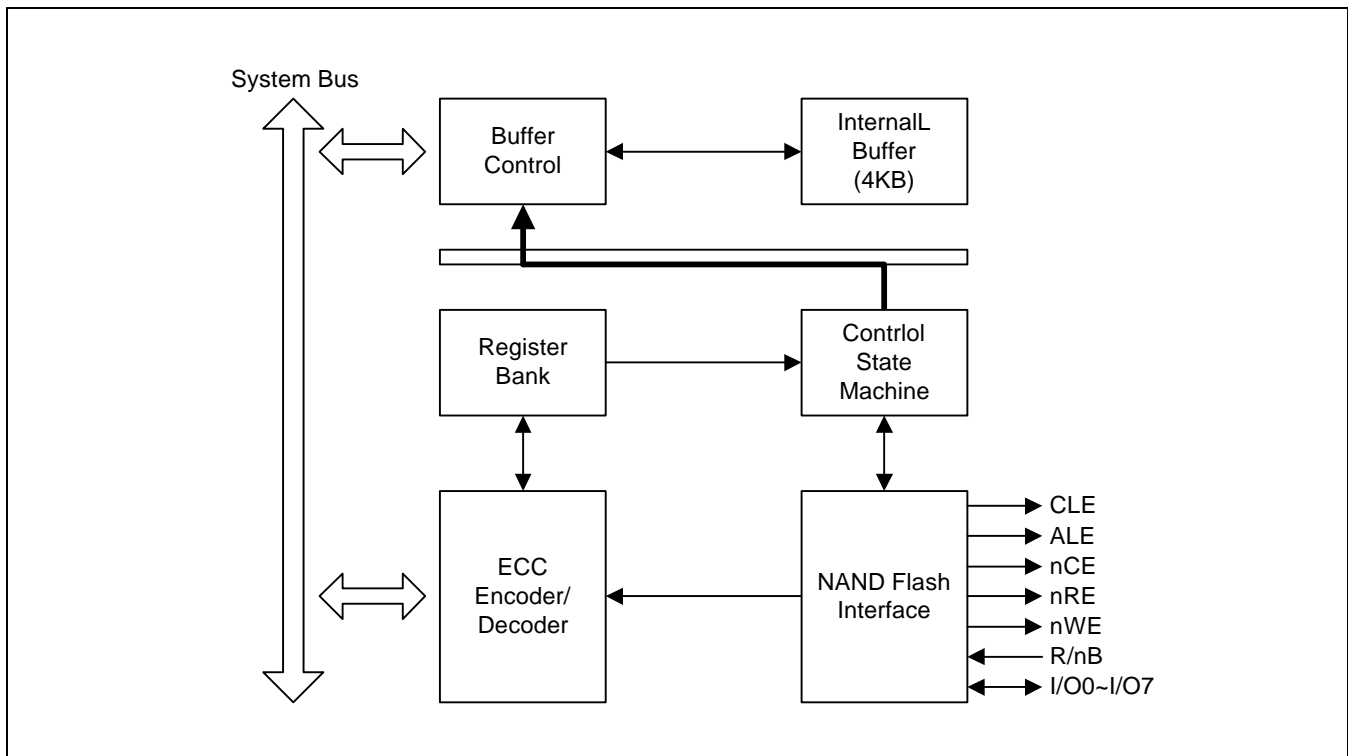 System Bus
Buffer
Control
InternalL
Buffer
(4KB)
Register
Bank
Contrlol
State
Machine
ECC
Encoder/
Decoder
NAND Flash
Interface
CLE
ALE
nCE
nRE
nWE
R/nB
I/O0~I/O7